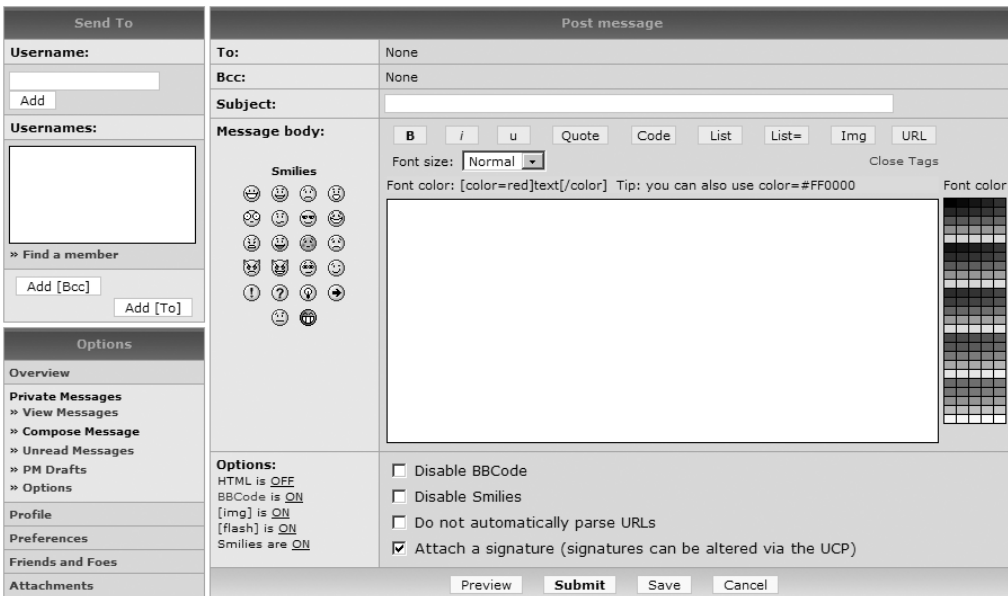 Send To
Username:
Add
Usernames:
» Find a member
Add [Bcc]
Add [To]
Options
Overview
Private Messages
» View Messages
» Compose Message
» Unread Messages
» PM Drafts
» Options
Profile
Preferences
Friends and Foes
Attachments
Post message
To: None
Bcc: None
Subject:
Message body:
Smilies
B i u Quote Code List List= Img URL
Font size: Normal Close Tags
Font color: [color=red]text[/color] Tip: you can also use color=#FF0000 Font color
Options:
HTML is OFF
BBCode is ON
[img] is ON
[flash] is ON
Smilies are ON
Disable BBCode
Disable Smilies
Do not automatically parse URLs
Attach a signature (signatures can be altered via the UCP)
Preview Submit Save Cancel